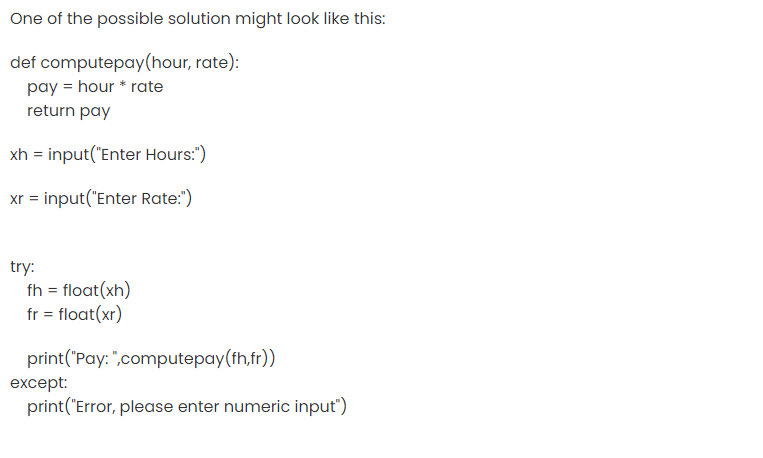 One of the possible solution might look like this:
def computepay(hour, rate):
pay = hour * rate
return pay
xh = input("Enter Hours:")
xr = input("Enter Rate:")
try:
fh = float(xh)
fr = float(xr)
print("Pay: ",computepay(fh,fr))
except:
print("Error, please enter numeric input")